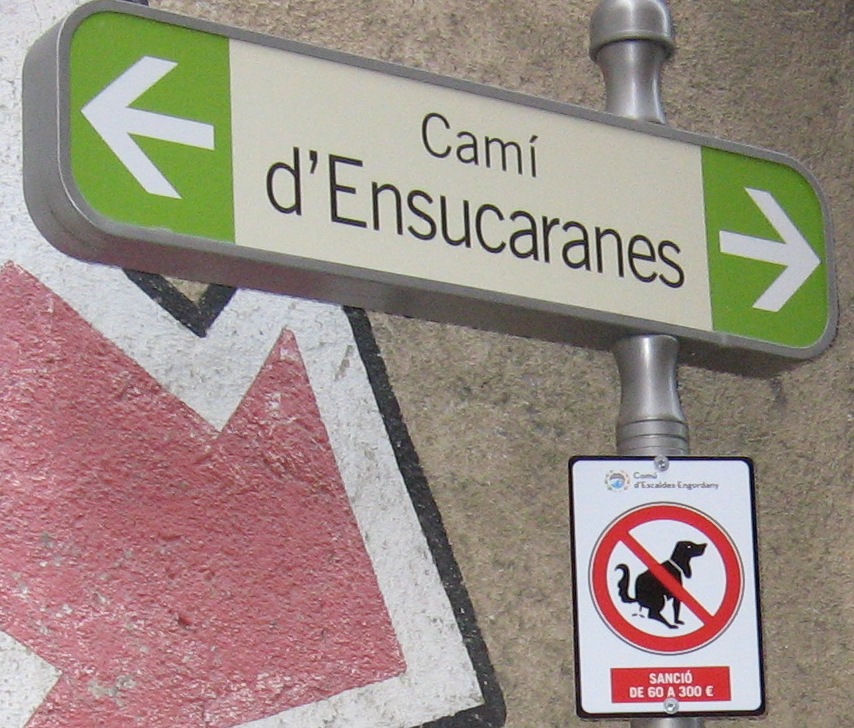 Camí
d'Ensucaranes
Comú
d'Escaldes-Engordany
SANCIÓ
DE 60 A 300 €